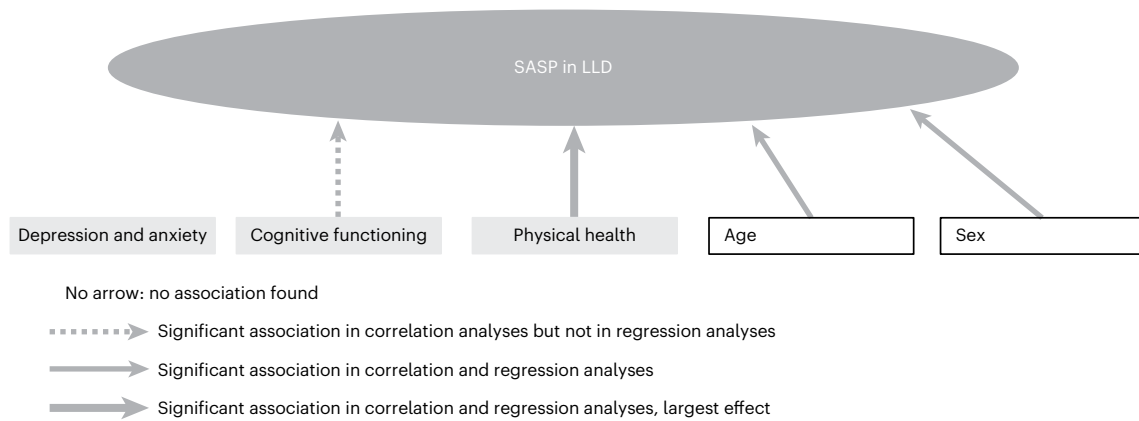 SASP in LLD
Depression and anxiety
Cognitive functioning
Physical health
Age
Sex
No arrow: no association found
Significant association in correlation analyses but not in regression analyses
Significant association in correlation and regression analyses
Significant association in correlation and regression analyses, largest effect